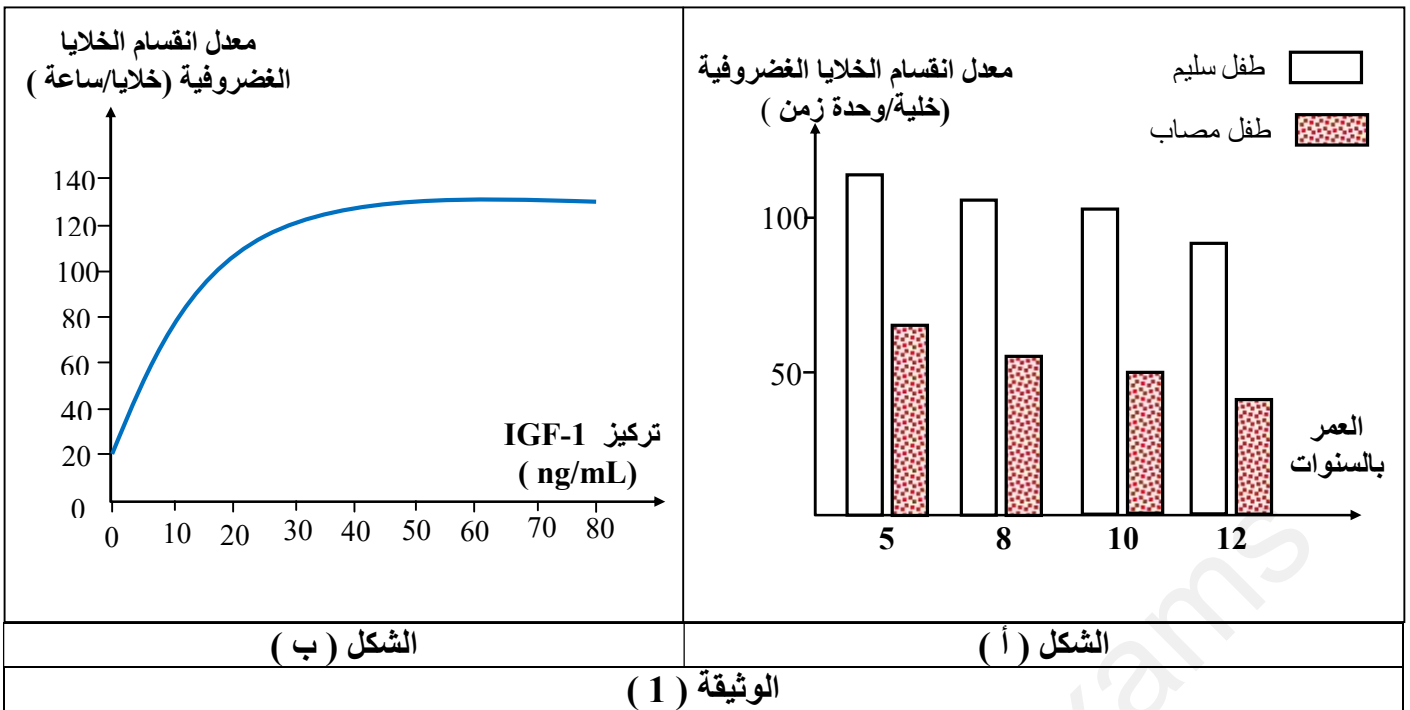 معدل انقسام الخلايا الغضروفية
(خلية/وحدة زمن )
طفل سليم
طفل مصاب
100
50
العمر
بالسنوات
5 8 10 12
معدل انقسام الخلايا
الغضروفية (خلايا/ساعة )
140
120
100
80
60
40
20
0
تركيز IGF-1
( ng/mL)
0 10 20 30 40 50 60 70 80
الشكل ( أ )
الشكل ( ب )
الوثيقة ( 1 )